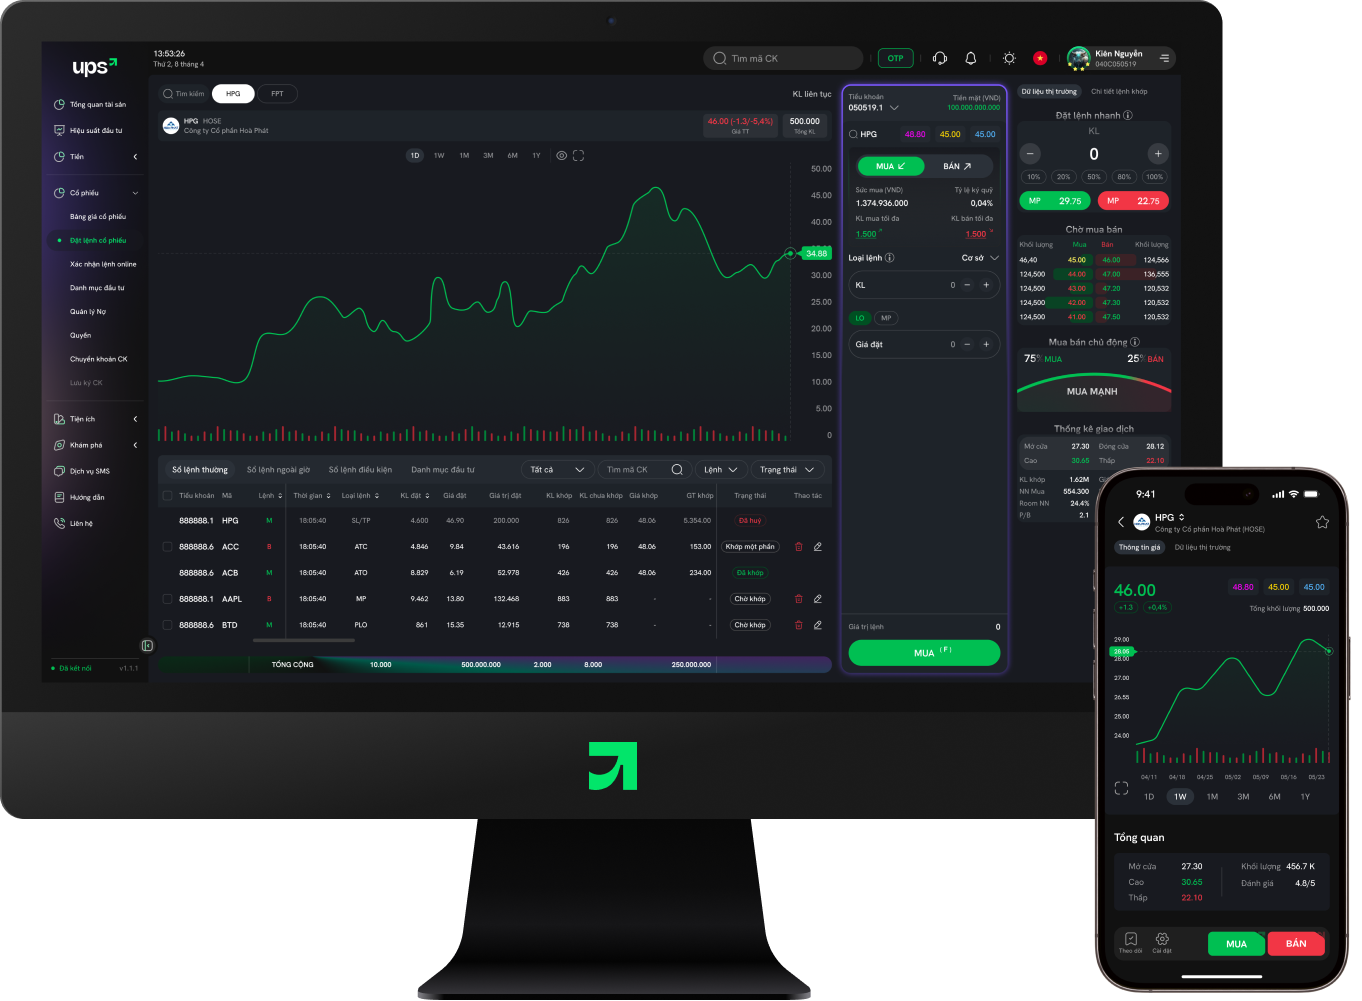 ups
13:53:26
Thứ 2, 8 tháng 4
Tìm mã CK
OTP
Kiên Nguyễn
040C050519
Tổng quan tài sản
Hiệu suất đầu tư
Tiền
Cổ phiếu
Bảng giá cổ phiếu
Đặt lệnh cổ phiếu
Xác nhận lệnh online
Danh mục đầu tư
Quản lý Nợ
Quyền
Chuyển khoản CK
Lưu ký CK
Tiện ích
Khám phá
Dịch vụ SMS
Hướng dẫn
Liên hệ
Đã kết nối v1.1.1
Tìm kiếm HPG FPT KL liên tục
HPG HOSE
Công ty Cổ phần Hoà Phát
46.00 (-1.3/-5,4%)
Giá TT
500.000
Tổng KL
1D 1W 1M 3M 6M 1Y
50.00
45.00
40.00
34.88
30.00
25.00
20.00
15.00
10.00
5.00
0
Sổ lệnh thường Sổ lệnh ngoài giờ Sổ lệnh điều kiện Danh mục đầu tư Tất cả Tìm mã CK Lệnh Trạng thái
Tiểu khoản Mã Lệnh Thời gian Loại lệnh KL đặt Giá đặt Giá trị đặt KL khớp KL chưa khớp Giá khớp GT khớp Trạng thái Thao tác
888888.1 HPG M 18:05:40 SL/TP 4.600 46.90 200.000 826 826 48.06 5.354.00 Đã huỷ
888888.6 ACC B 18:05:40 ATC 4.846 9.84 43.616 196 196 48.06 153.00 Khớp một phần
888888.6 ACB M 18:05:40 ATO 8.829 6.19 52.978 426 426 48.06 234.00 Đã khớp
888888.1 AAPL B 18:05:40 MP 9.462 13.80 132.468 883 883 - - Chờ khớp
888888.6 BTD M 18:05:40 PLO 861 15.35 12.915 738 738 - - Chờ khớp
TỔNG CỘNG 10.000 500.000.000 2.000 8.000 250.000.000
Tiểu khoản Tiền mặt (VND)
050519.1 100.000.000.000
HPG 48.80 45.00 45.00
MUA BÁN
Sức mua (VND) Tỷ lệ ký quỹ
1.374.936.000 0,04%
KL mua tối đa KL bán tối đa
1.500 1.500
Loại lệnh Cơ sở
KL 0 − +
LO MP
Giá đặt 0 − +
Giá trị lệnh 0
MUA (F)
Dữ liệu thị trường Chi tiết lệnh khớp
Đặt lệnh nhanh
KL
− 0 +
10% 20% 50% 80% 100%
MP 29.75 MP 22.75
Chờ mua bán
Khối lượng Mua Bán Khối lượng
46,40 45.00 46.00 124,566
124,500 44.00 47.00 136,555
124,500 43.00 47.20 120,532
124,500 42.00 47.30 120,532
124,500 41.00 47.50 120,532
Mua bán chủ động
75% MUA 25% BÁN
MUA MẠNH
Thống kê giao dịch
Mở cửa 27.30 Đóng cửa 28.12
Cao 30.65 Thấp 22.10
KL khớp 1.62M
NN Mua 554.300
Room NN 24.4%
P/B 2.1
9:41
HPG
Công ty Cổ phần Hoà Phát (HOSE)
Thông tin giá Dữ liệu thị trường
46.00 48.80 45.00 45.00
+1.3 +0,4% Tổng khối lượng 500.000
29.00
28.05
28.00
27.00
26.55
25.00
24.00
04/11 04/18 04/25 05/02 05/09 05/16 05/23
1D 1W 1M 3M 6M 1Y
Tổng quan
Mở cửa 27.30 Khối lượng 456.7 K
Cao 30.65 Đánh giá 4.8/5
Thấp 22.10
Theo dõi Cài đặt MUA BÁN